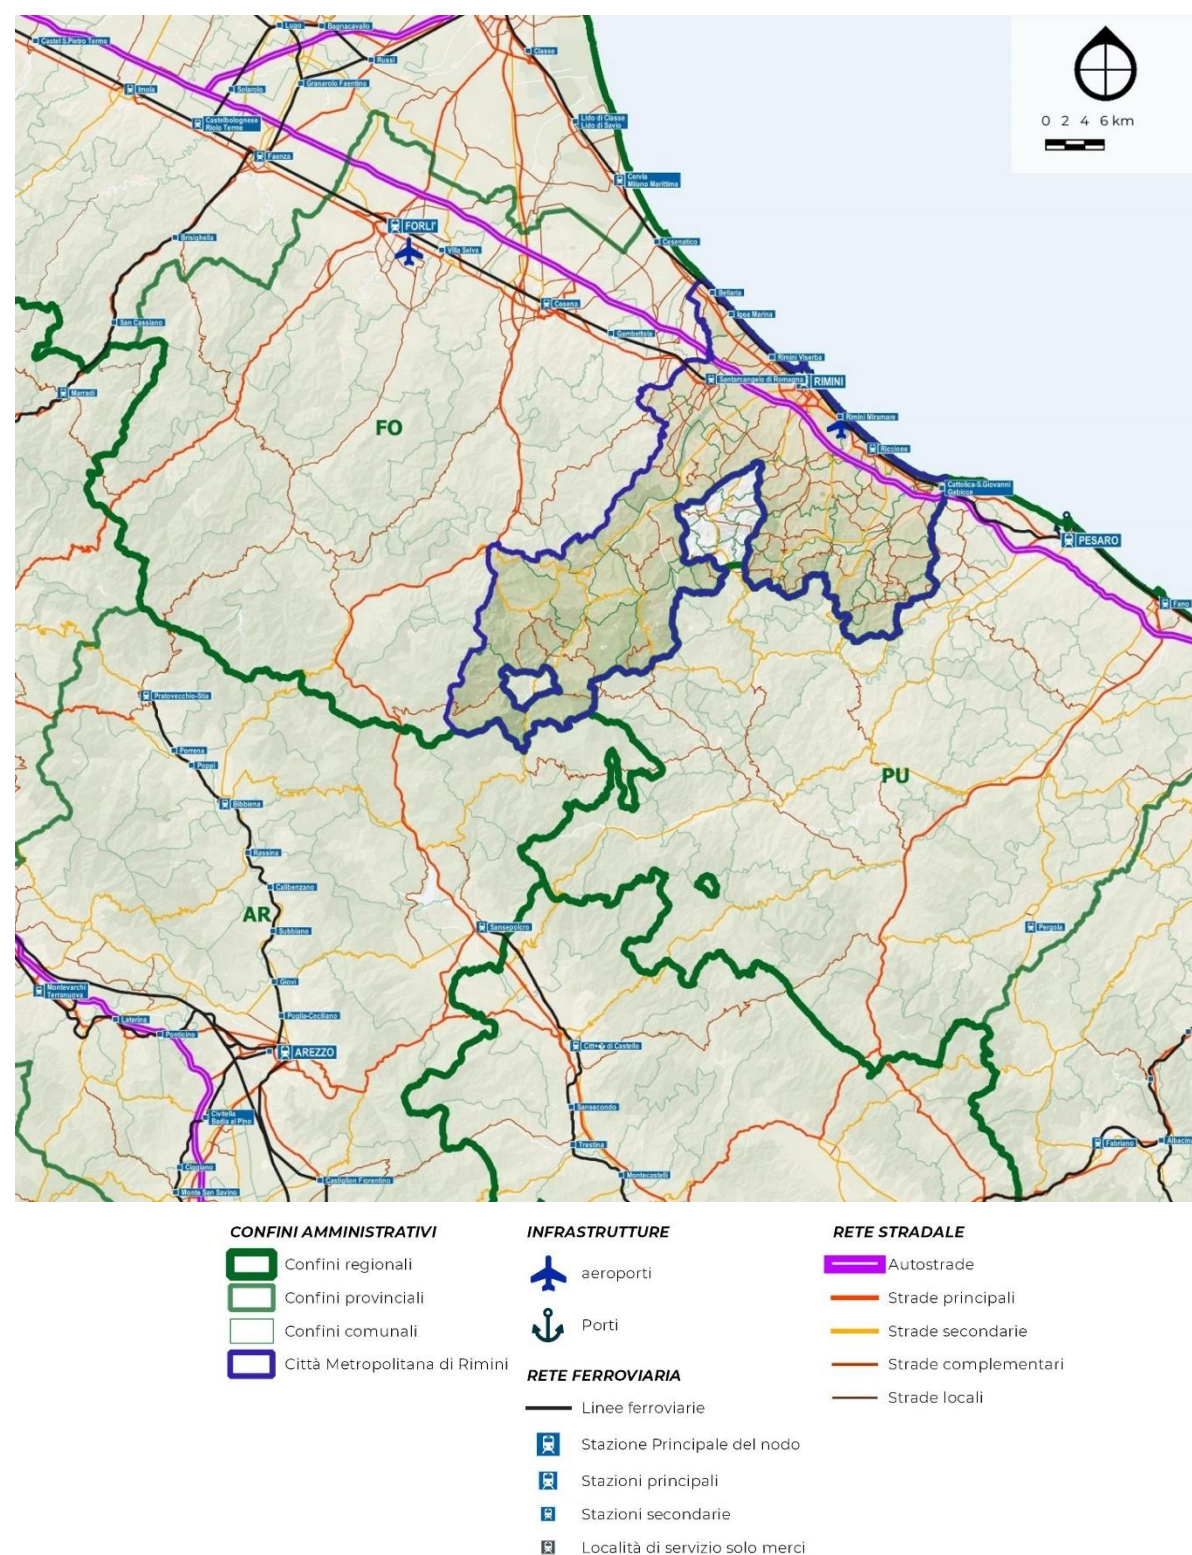 Castel S.Pietro Terme
Lugo
Bagnacavallo
Russi
Classe
Imola
Solarolo
Granarolo Faentina
Castelbolognese
Riolo Terme
Faenza
Lido di Classe
Lido di Savio
Cervia
Milano Marittima
0 2 4 6 km
FORLI'
Villa Selva
Brisighella
Cesenatico
Cesena
San Cassiano
Gambettola
Bellaria
Igea Marina
Rimini Viserba
Santarcangelo di Romagna
RIMINI
Marradi
Rimini Miramare
FO
Riccione
Cattolica-S.Giovanni
Gabicce
PESARO
Fano
Pratovecchio-Stia
Porrena
Poppi
Bibbiena
PU
Rassina
Calbenzano
AR
Subbiano
Sansepolcro
Pergola
Giovi
Montevarchi
Terranuova
Laterina
Ponticino
Puglia-Ceciliano
AREZZO
Citt+� di Castello
Civitella
Badia al Pino
Sansecondo
Trestina
Fabriano
Albacina
Cipgiano
Montecastelli
Castiglion Fiorentino
Monte San Savino
CONFINI AMMINISTRATIVI
Confini regionali
Confini provinciali
Confini comunali
Città Metropolitana di Rimini
INFRASTRUTTURE
aeroporti
Porti
RETE FERROVIARIA
Linee ferroviarie
Stazione Principale del nodo
Stazioni principali
Stazioni secondarie
Località di servizio solo merci
RETE STRADALE
Autostrade
Strade principali
Strade secondarie
Strade complementari
Strade locali